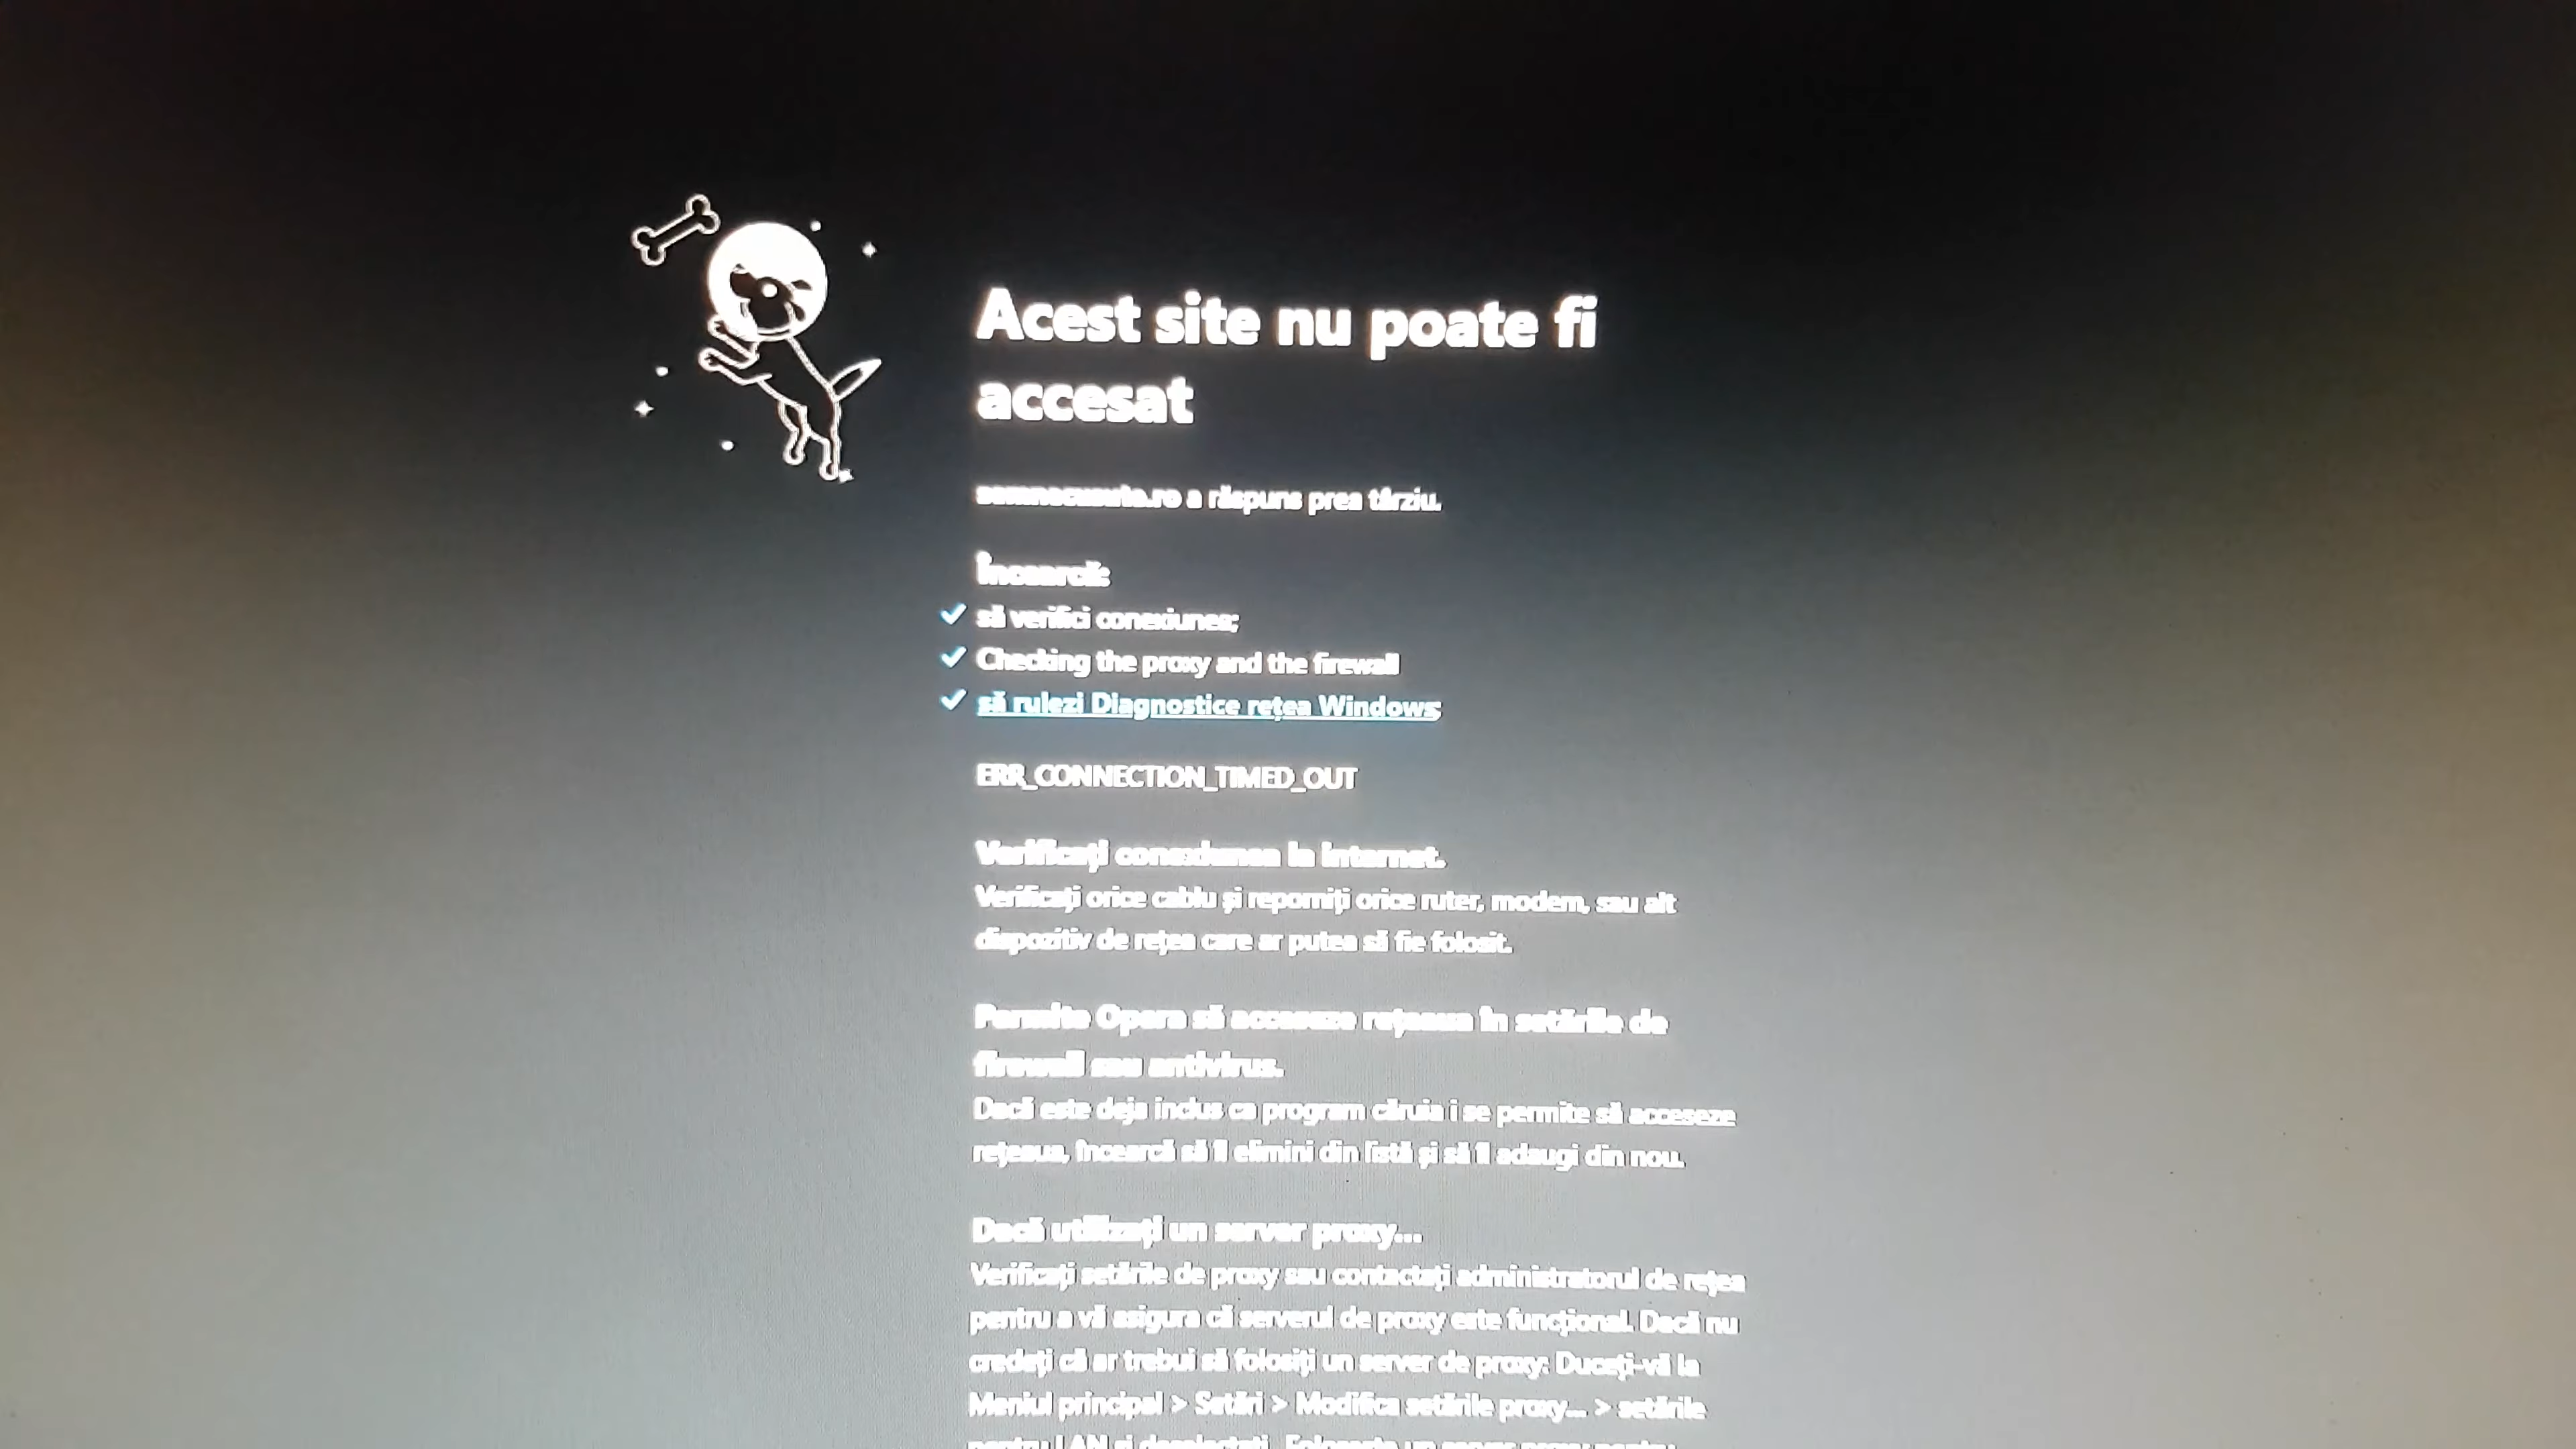 Acest site nu poate fi
accesat
semnecusute.ro a răspuns prea târziu.
Încearcă:
să verifici conexiunea;
Checking the proxy and the firewall
să rulezi Diagnostice rețea Windows;
ERR_CONNECTION_TIMED_OUT
Verificați conexiunea la internet.
Verificați orice cablu și reporniți orice ruter, modem, sau alt
dispozitiv de rețea care ar putea să fie folosit.
Permite Opera să acceseze rețeaua în setările de
firewall sau antivirus.
Dacă este deja inclus ca program căruia i se permite să acceseze
rețeaua, încearcă să îl elimini din listă și să îl adaugi din nou.
Dacă utilizați un server proxy...
Verificați setările de proxy sau contactați administratorul de rețea
pentru a vă asigura că serverul de proxy este funcțional. Dacă nu
credeți că ar trebui să folosiți un server de proxy: Duceți-vă la
Meniul principal > Setări > Modifica setările proxy... > setările
pentru LAN și deselectați